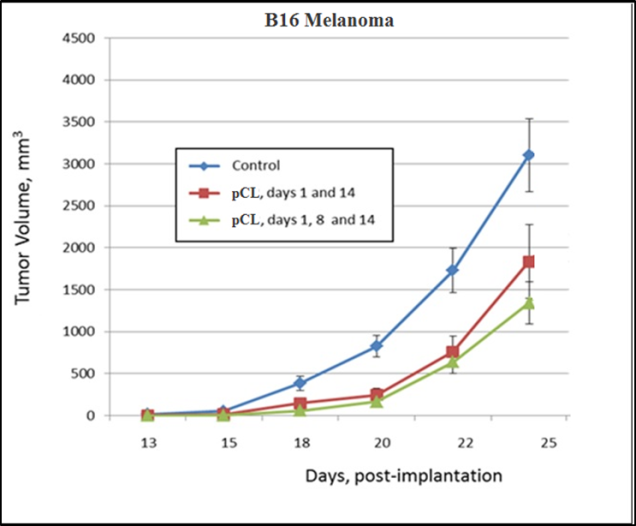 B16 Melanoma
4500
4000
3500
3000
2500
2000
1500
1000
500
0
Tumor Volume, mm³
Control
pCL, days 1 and 14
pCL, days 1, 8 and 14
13 15 18 20 22 25
Days, post-implantation